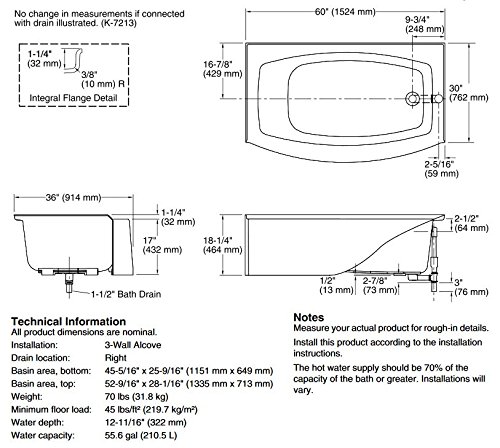 No change in measurements if connected
with drain illustrated. (K-7213)
1-1/4"
(32 mm)
3/8"
(10 mm) R
Integral Flange Detail
60" (1524 mm)
9-3/4"
(248 mm)
16-7/8"
(429 mm)
30"
(762 mm)
2-5/16"
(59 mm)
36" (914 mm)
1-1/4"
(32 mm)
17"
(432 mm)
1-1/2" Bath Drain
18-1/4"
(464 mm)
2-1/2"
(64 mm)
1/2"
(13 mm)
2-7/8"
(73 mm)
3"
(76 mm)
Technical Information
All product dimensions are nominal.
Installation: 3-Wall Alcove
Drain location: Right
Basin area, bottom: 45-5/16" x 25-9/16" (1151 mm x 649 mm)
Basin area, top: 52-9/16" x 28-1/16" (1335 mm x 713 mm)
Weight: 70 lbs (31.8 kg)
Minimum floor load: 45 lbs/ft² (219.7 kg/m²)
Water depth: 12-11/16" (322 mm)
Water capacity: 55.6 gal (210.5 L)
Notes
Measure your actual product for rough-in details.
Install this product according to the installation
instructions.
The hot water supply should be 70% of the
capacity of the bath or greater. Installations will
vary.